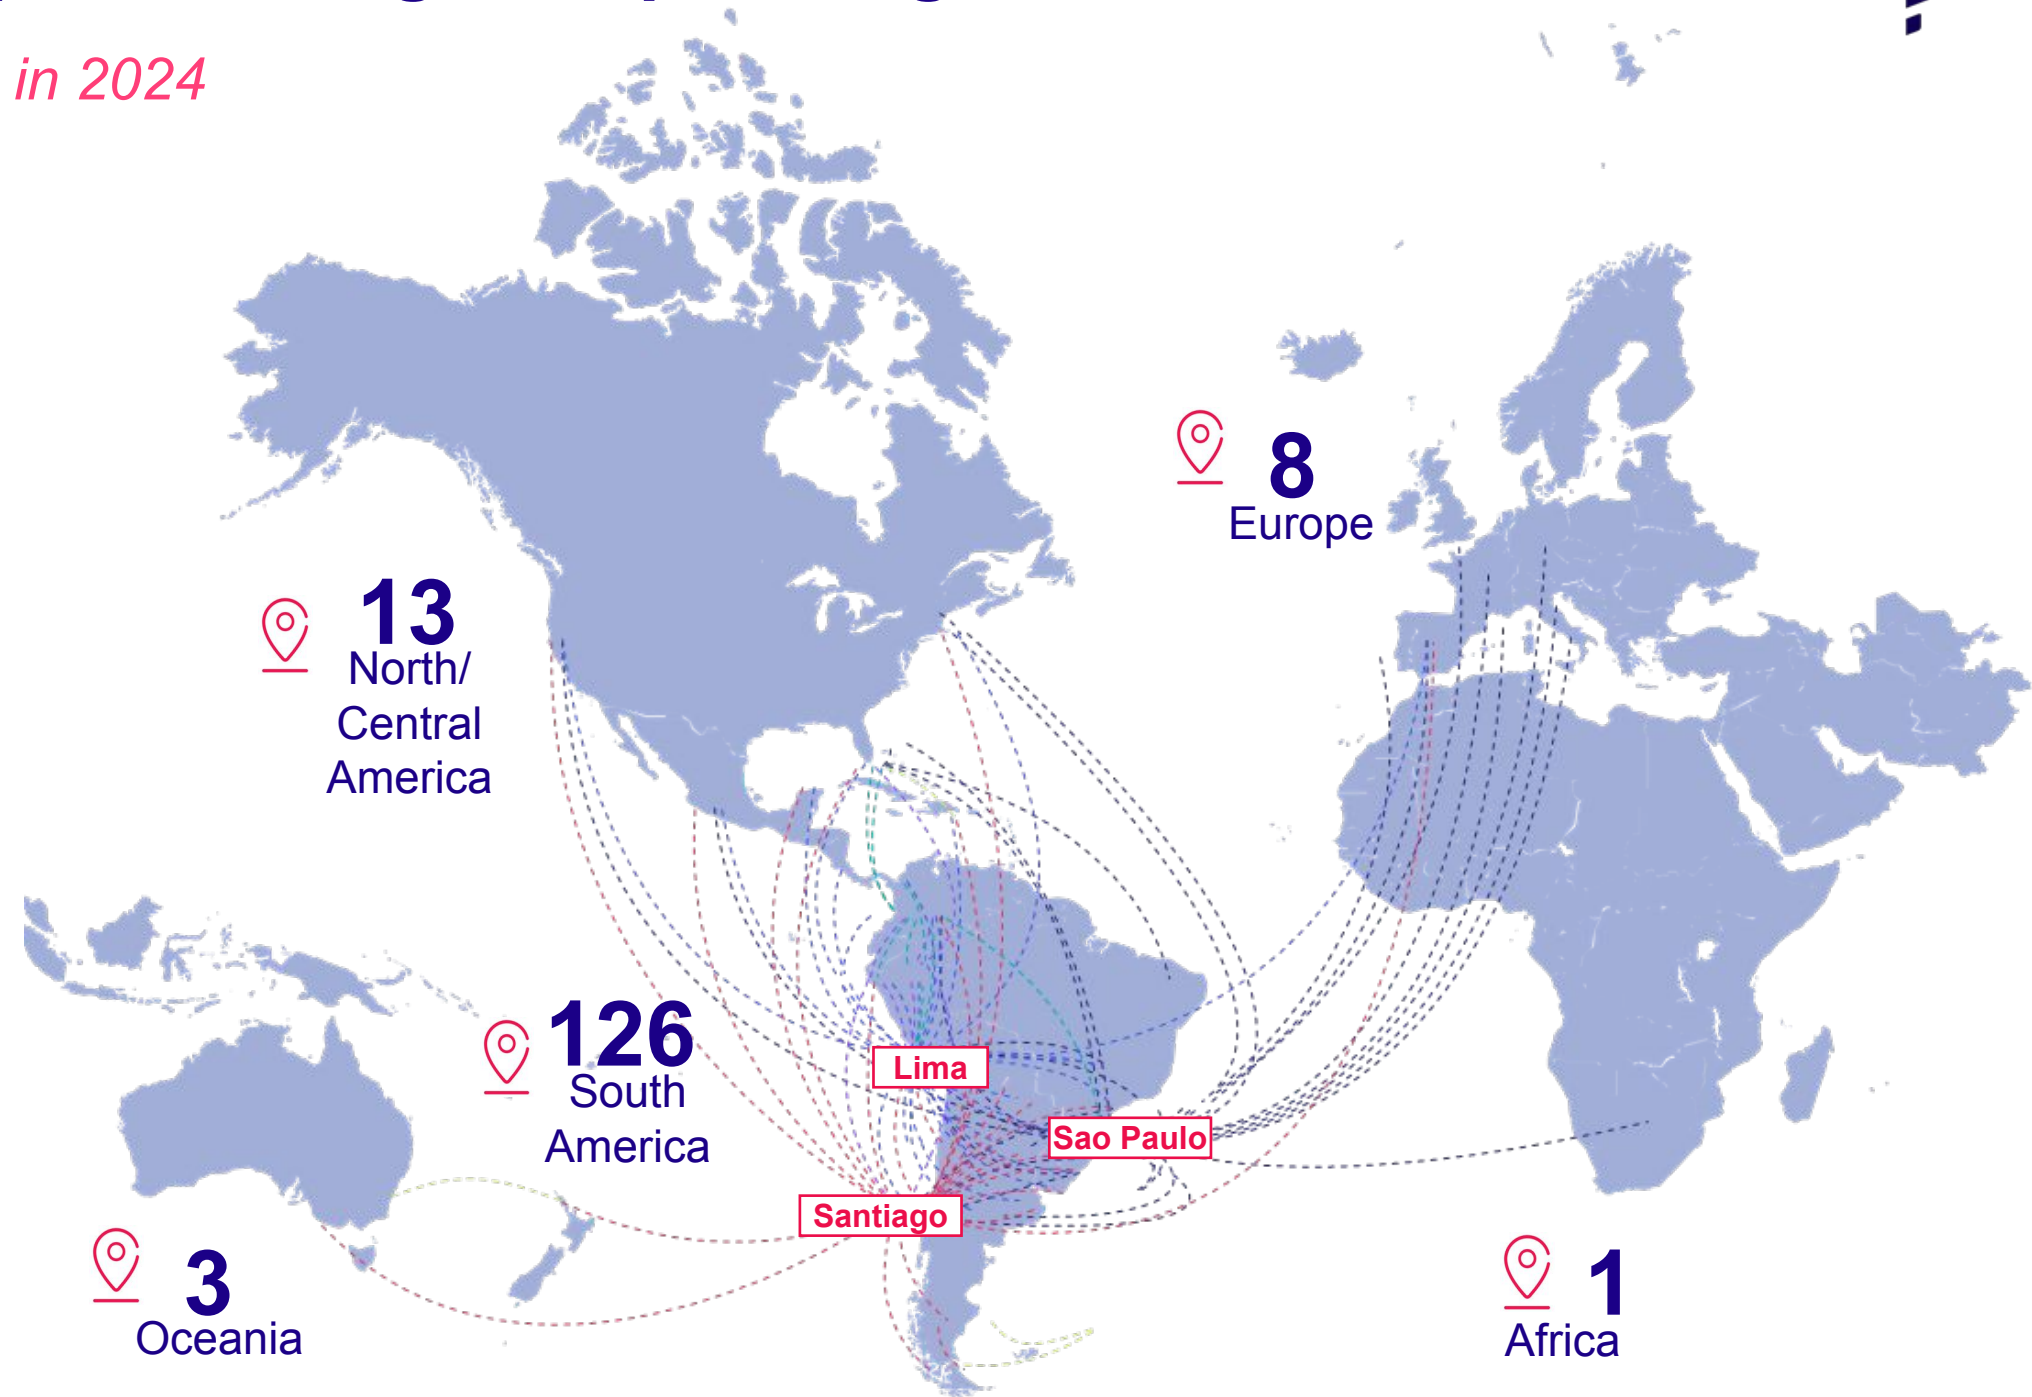 in 2024
8
Europe
13
North/
Central
America
126
South
America
Lima
Sao Paulo
Santiago
3
Oceania
1
Africa